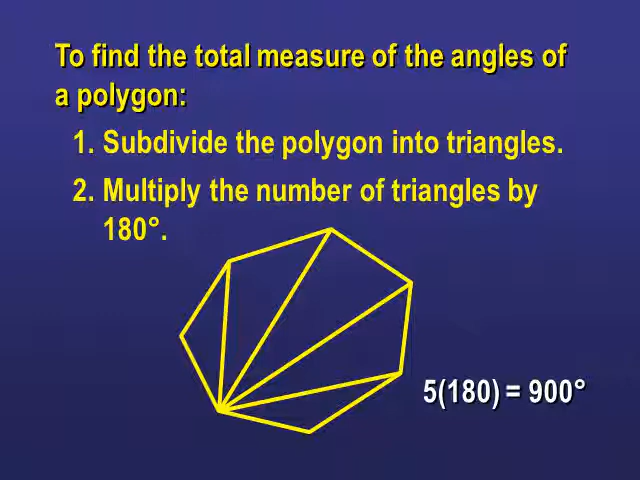 To find the total measure of the angles of
a polygon:
1. Subdivide the polygon into triangles.
2. Multiply the number of triangles by
180°.
5(180) = 900°